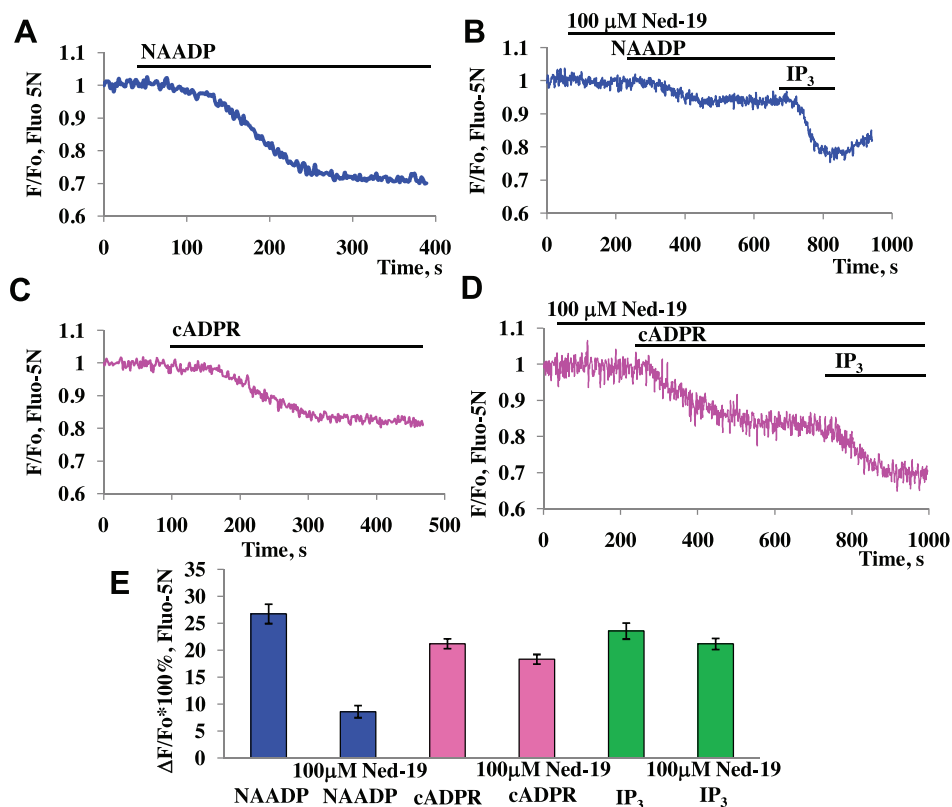 A
NAADP
1.1
1
0.9
0.8
0.7
0.6
F/Fo, Fluo 5N
0 100 200 300 400
Time, s
B
100 μM Ned-19
NAADP
IP3
1.1
1
0.9
0.8
0.7
0.6
F/Fo, Fluo-5N
0 200 400 600 800 1000
Time, s
C
cADPR
1.1
1
0.9
0.8
0.7
0.6
F/Fo, Fluo-5N
0 100 200 300 400 500
Time, s
D
100 μM Ned-19
cADPR
IP3
1.1
1
0.9
0.8
0.7
0.6
F/Fo, Fluo-5N
0 200 400 600 800 1000
Time, s
E
35
30
25
20
15
10
5
0
ΔF/Fo*100%, Fluo-5N
NAADP
100μM Ned-19
NAADP
cADPR
100μM Ned-19
cADPR
IP3
100μM Ned-19
IP3